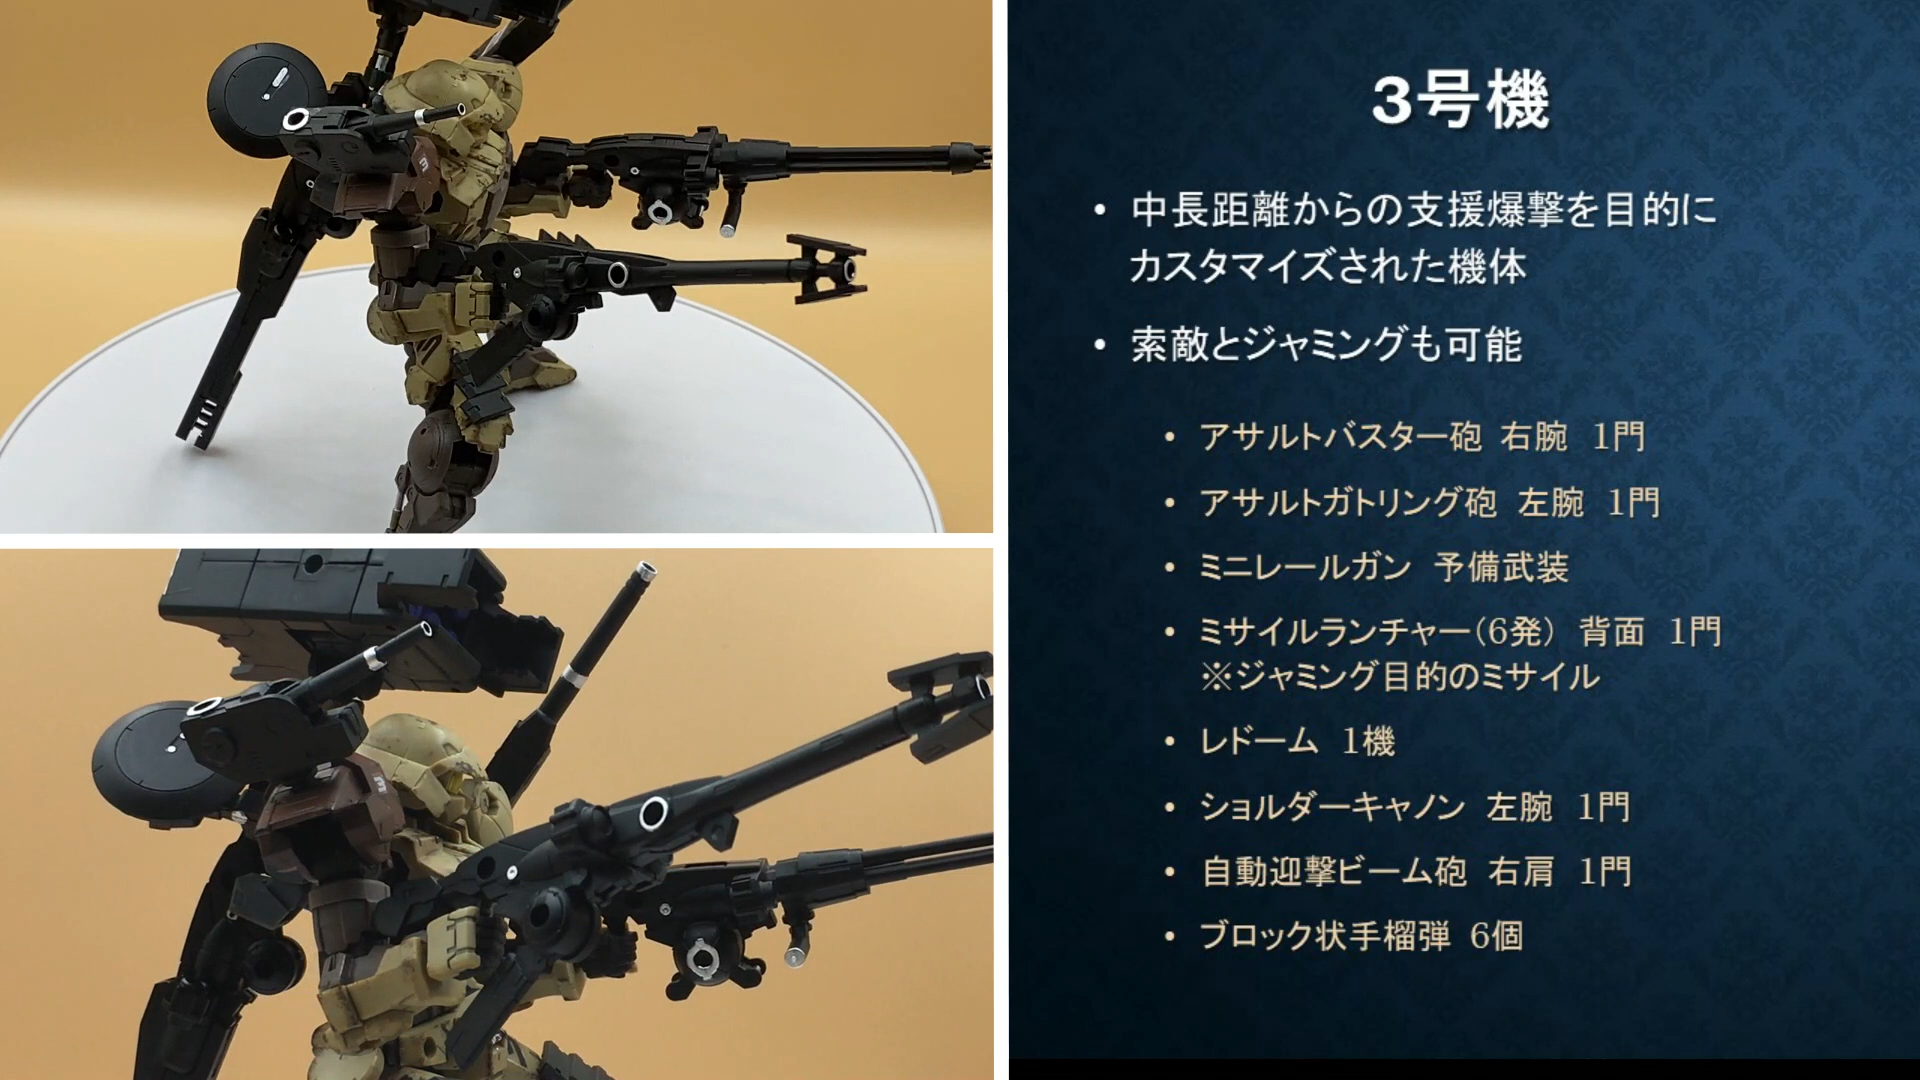 3号機
• 中長距離からの支援爆撃を目的に
カスタマイズされた機体
• 索敵とジャミングも可能
• アサルトバスター砲 右腕 1門
• アサルトガトリング砲 左腕 1門
• ミニレールガン 予備武装
• ミサイルランチャー(6発) 背面 1門
※ジャミング目的のミサイル
• レドーム 1機
• ショルダーキャノン 左腕 1門
• 自動迎撃ビーム砲 右肩 1門
• ブロック状手榴弾 6個
3
3